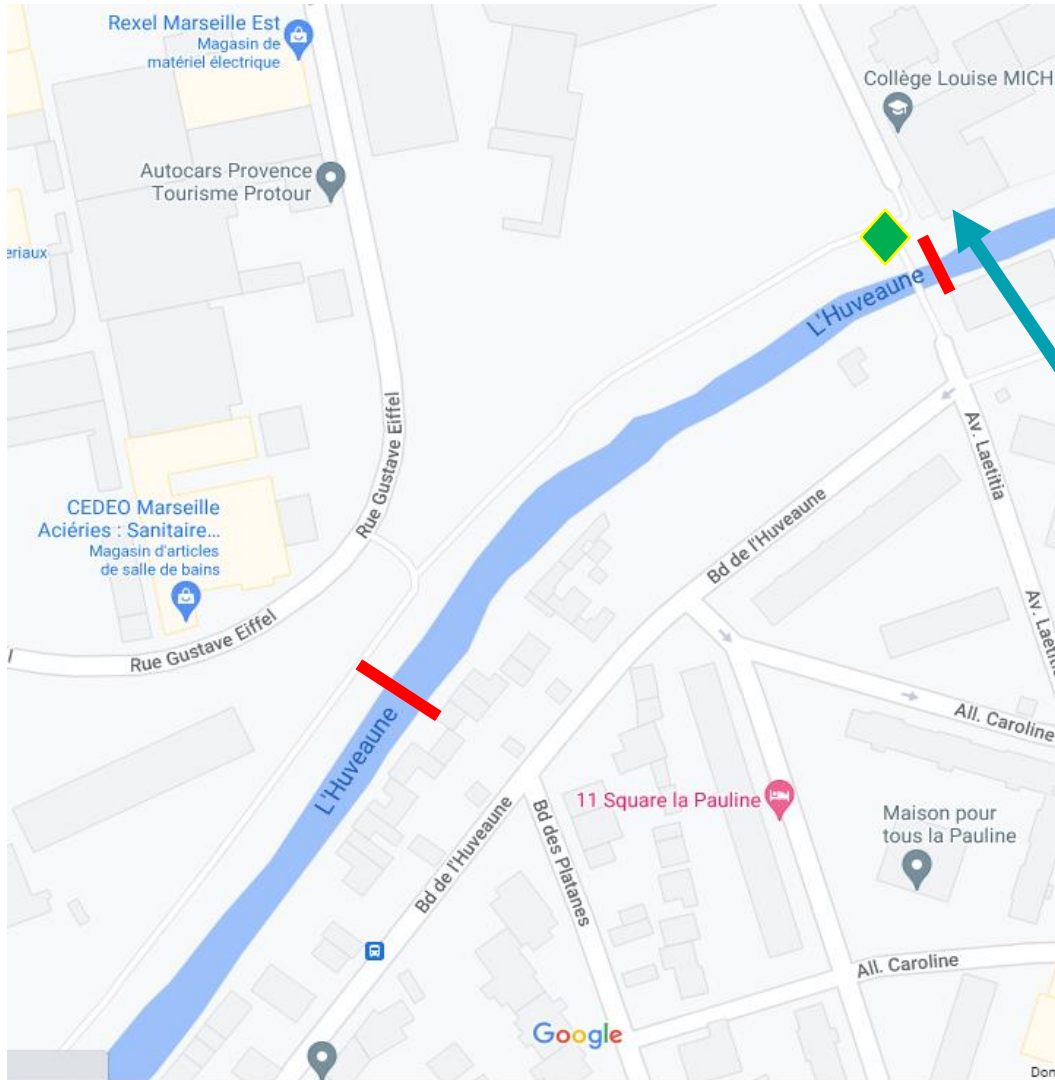 Rexel Marseille Est
Magasin de
matériel électrique
Collège Louise MICH
Autocars Provence
Tourisme Protour
eriaux
L'Huveaune
Rue Gustave Eiffel
Av. Laetitia
CEDEO Marseille
Aciéries : Sanitaire...
Magasin d'articles
de salle de bains
Bd de l'Huveaune
Av. Laetit
Rue Gustave Eiffel
l
All. Caroline
L'Huveaune
11 Square la Pauline
Maison pour
tous la Pauline
Bd de l'Huveaune
Bd des Platanes
All. Caroline
Google
Don